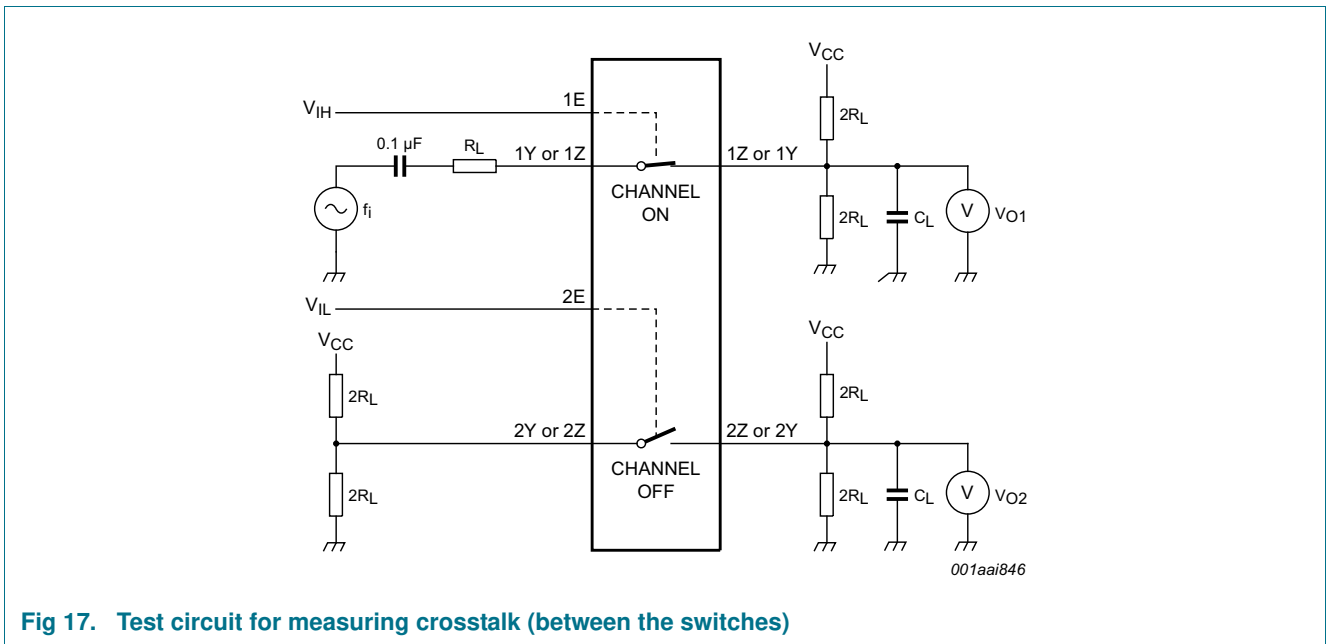 VCC
VIH
1E
2RL
0.1 µF
RL
1Y or 1Z
1Z or 1Y
fi
CHANNEL
ON
2RL
CL
V
VO1
VIL
2E
VCC
VCC
2RL
2RL
2Y or 2Z
2Z or 2Y
2RL
CHANNEL
OFF
2RL
CL
V
VO2
001aai846
Fig 17. Test circuit for measuring crosstalk (between the switches)